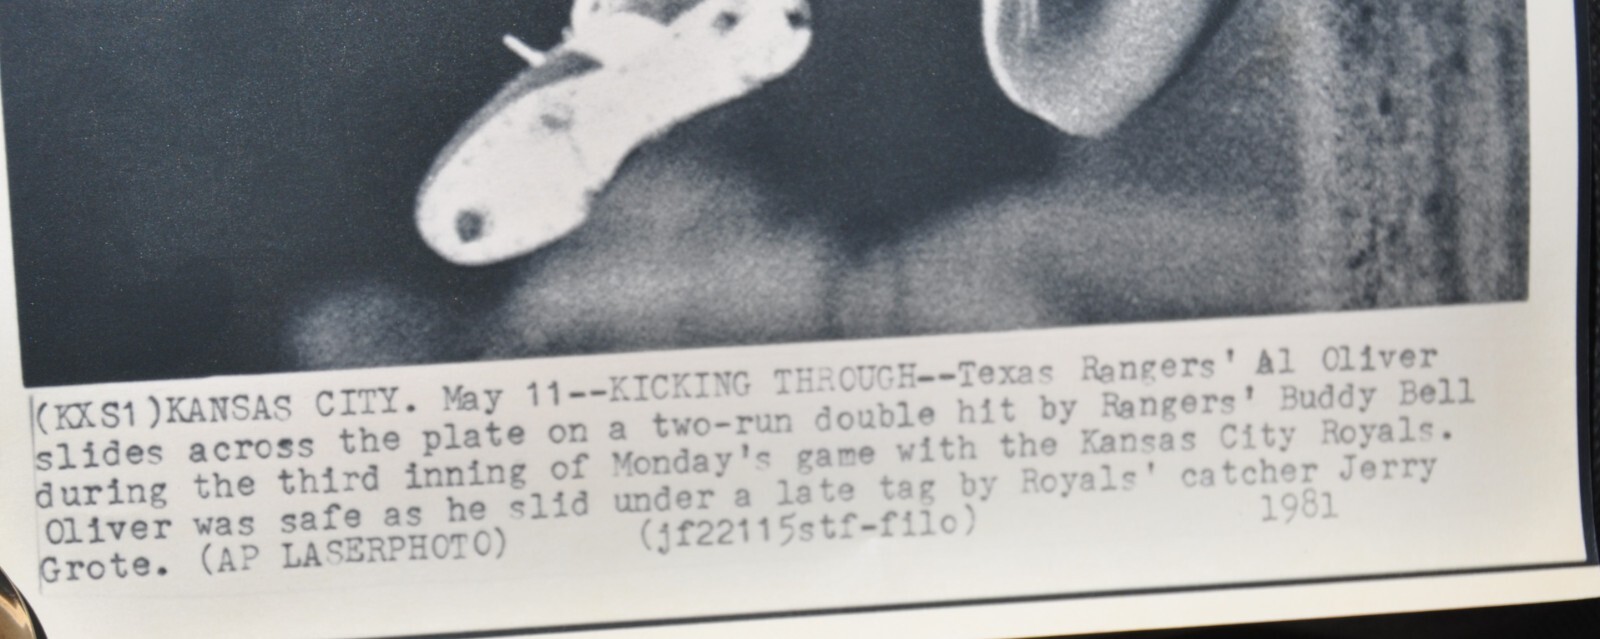 (KXS1)KANSAS CITY. May 11--KICKING THROUGH--Texas Rangers' Al Oliver
slides across the plate on a two-run double hit by Rangers' Buddy Bell
during the third inning of Monday's game with the Kansas City Royals.
Oliver was safe as he slid under a late tag by Royals' catcher Jerry
Grote. (AP LASERPHOTO) (jf22115stf-filo) 1981